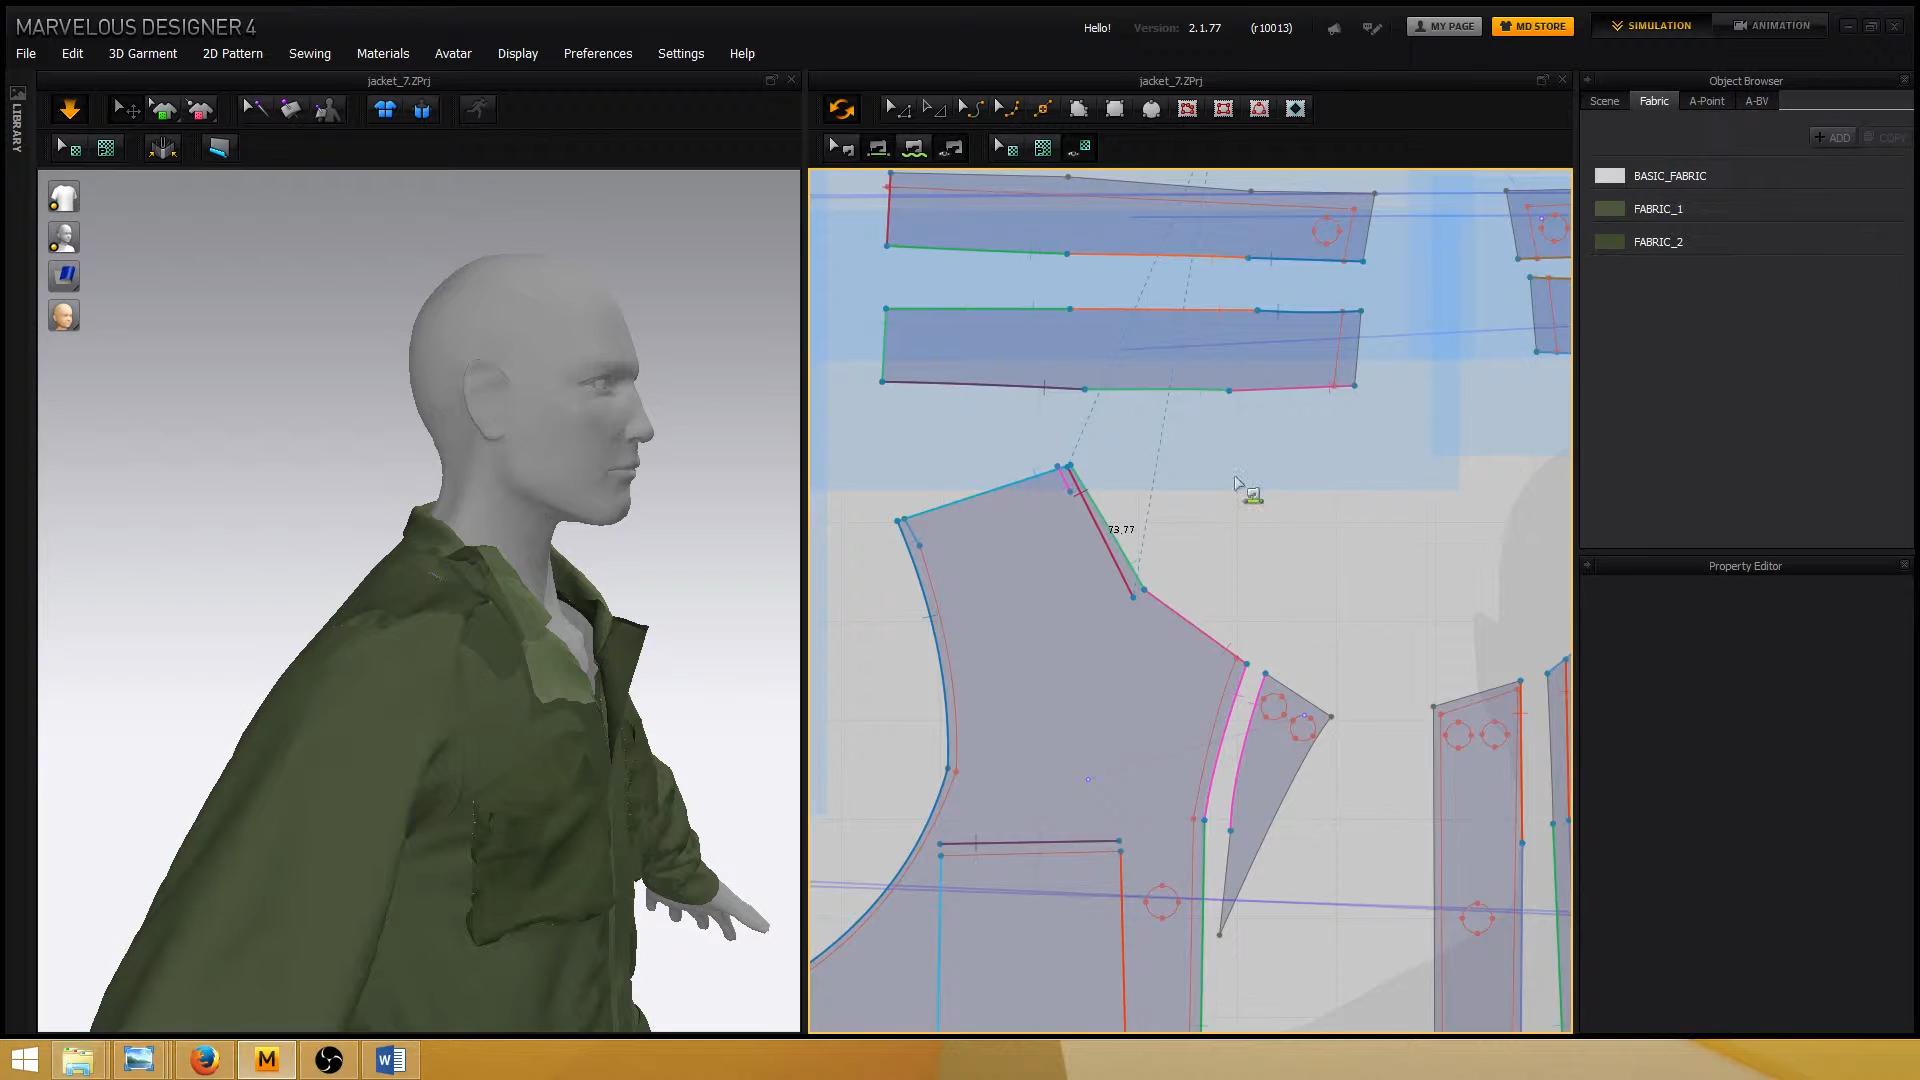 MARVELOUS DESIGNER 4
Hello! Version: 2.1.77 (r10013) MY PAGE MD STORE SIMULATION ANIMATION
File Edit 3D Garment 2D Pattern Sewing Materials Avatar Display Preferences Settings Help
jacket_7.ZPrj
jacket_7.ZPrj
Object Browser
Scene Fabric A-Point A-BV
LIBRARY
+ ADD COPY
BASIC_FABRIC
FABRIC_1
FABRIC_2
73,77
Property Editor
M
W